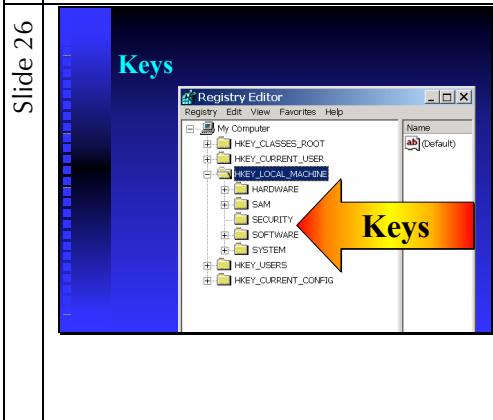 Slide 26
Keys
Registry Editor
Registry Edit View Favorites Help
My Computer
HKEY_CLASSES_ROOT
HKEY_CURRENT_USER
HKEY_LOCAL_MACHINE
HARDWARE
SAM
SECURITY
SOFTWARE
SYSTEM
HKEY_USERS
HKEY_CURRENT_CONFIG
Name
ab (Default)
Keys